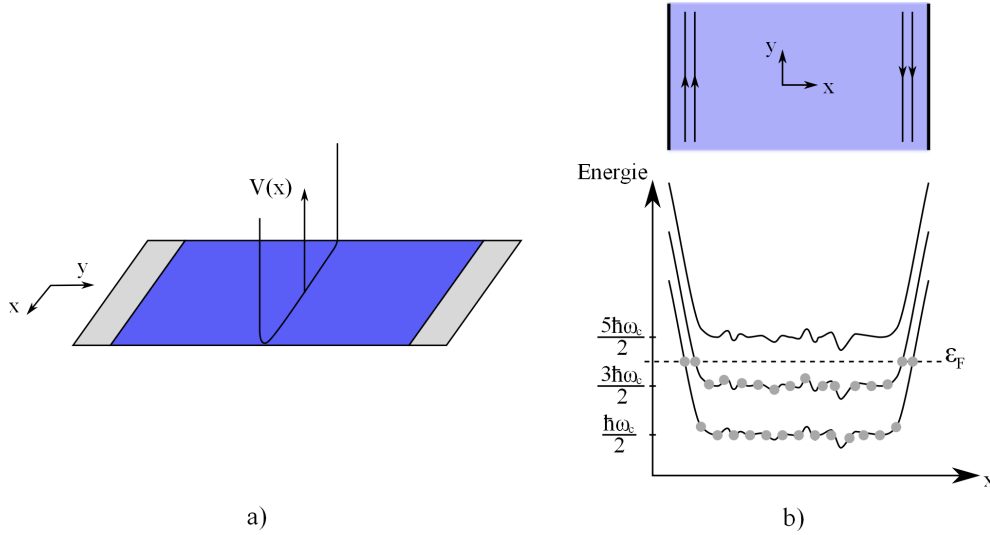 V(x)
y
x
a)
y
x
Energie
5ħω_c/2
ε_F
3ħω_c/2
ħω_c/2
x
b)